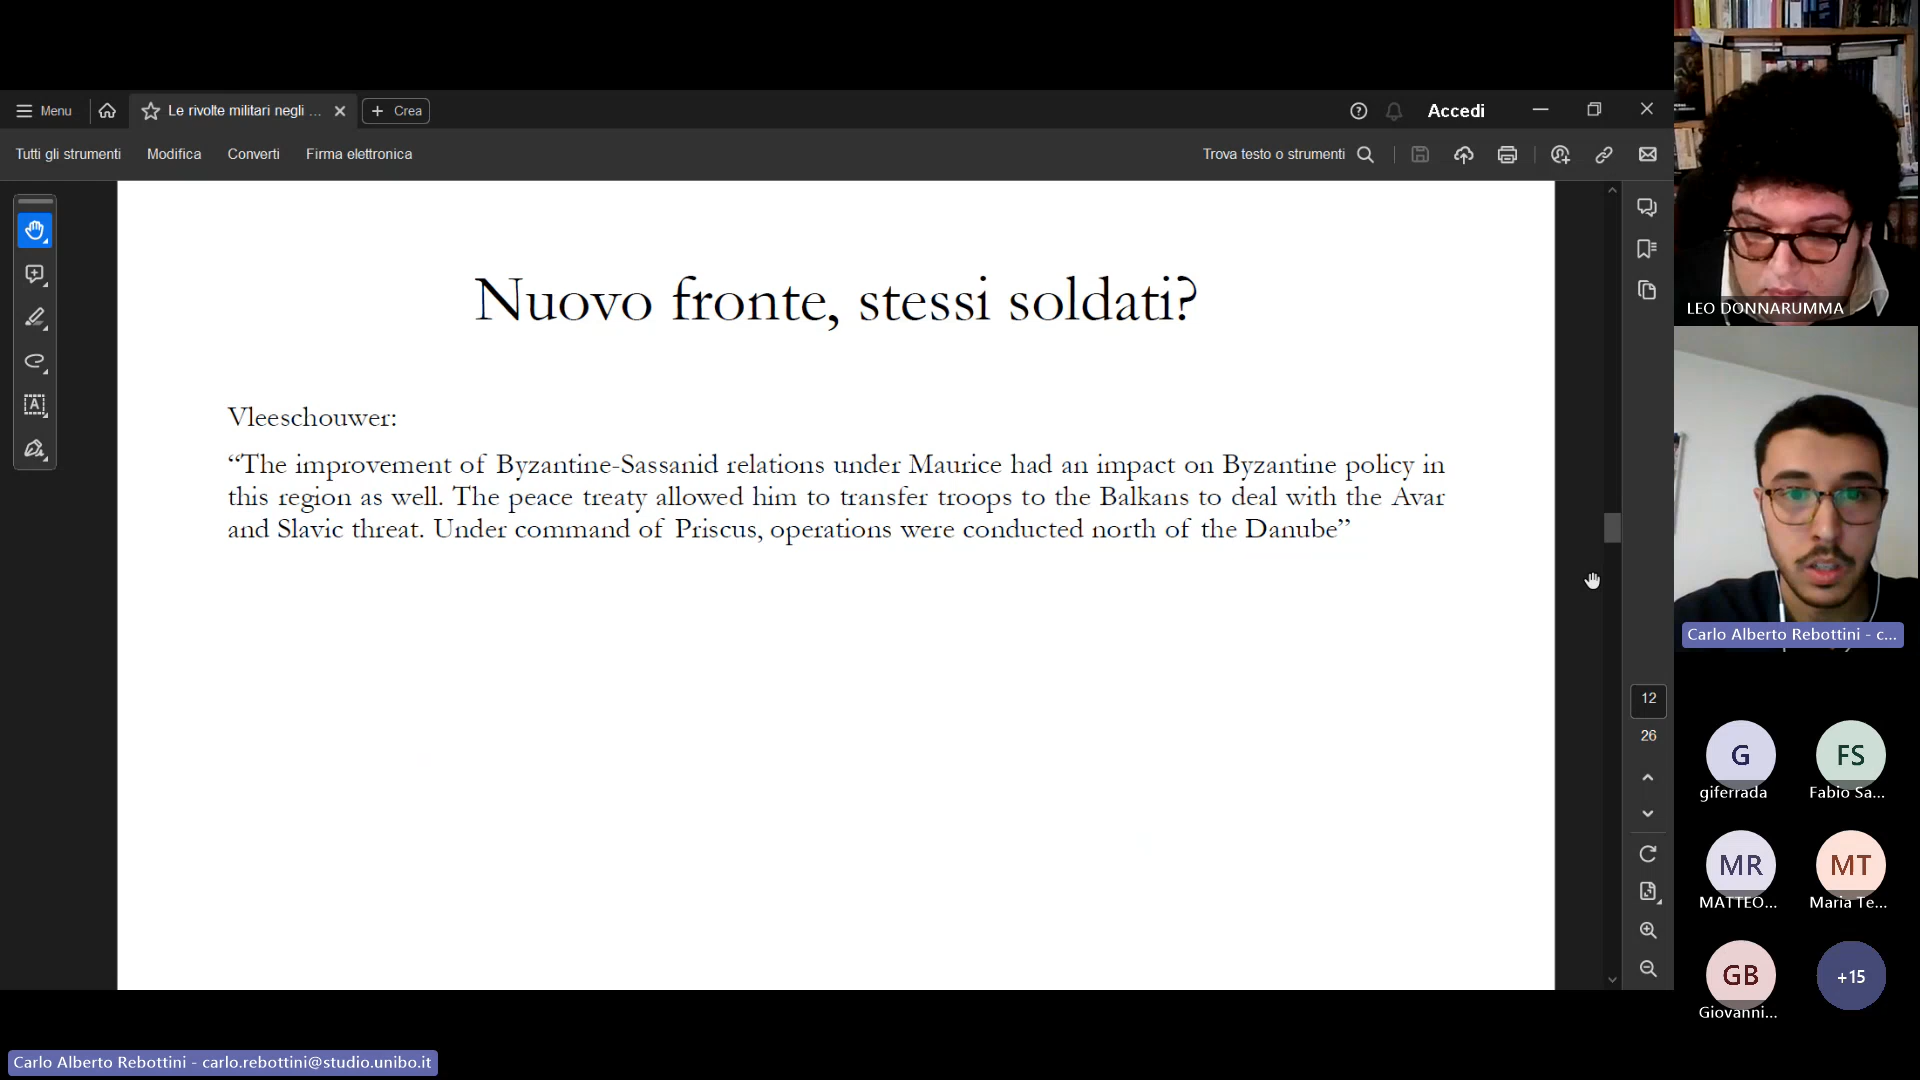 Menu
Le rivolte militari negli ...
Crea
Accedi
Tutti gli strumenti
Modifica
Converti
Firma elettronica
Trova testo o strumenti
Nuovo fronte, stessi soldati?
Vleeschouwer:
“The improvement of Byzantine-Sassanid relations under Maurice had an impact on Byzantine policy in
this region as well. The peace treaty allowed him to transfer troops to the Balkans to deal with the Avar
and Slavic threat. Under command of Priscus, operations were conducted north of the Danube”
12
26
LEO DONNARUMMA
Carlo Alberto Rebottini - c...
G
giferrada
FS
Fabio Sa...
MR
MATTEO...
MT
Maria Te...
GB
Giovanni...
+15
Carlo Alberto Rebottini - carlo.rebottini@studio.unibo.it